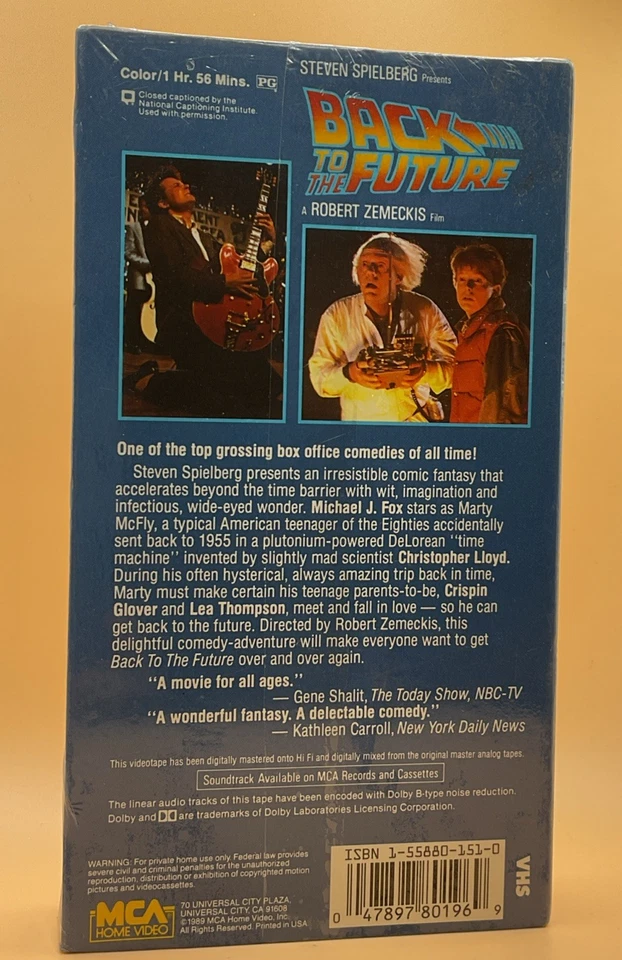 Color/1 Hr. 56 Mins. PG
Closed captioned by the
National Captioning Institute.
Used with permission.
STEVEN SPIELBERG Presents
BACK
TO
THE FUTURE
A ROBERT ZEMECKIS Film
One of the top grossing box office comedies of all time!
Steven Spielberg presents an irresistible comic fantasy that
accelerates beyond the time barrier with wit, imagination and
infectious, wide-eyed wonder. Michael J. Fox stars as Marty
McFly, a typical American teenager of the Eighties accidentally
sent back to 1955 in a plutonium-powered DeLorean "time
machine" invented by slightly mad scientist Christopher Lloyd.
During his often hysterical, always amazing trip back in time,
Marty must make certain his teenage parents-to-be, Crispin
Glover and Lea Thompson, meet and fall in love — so he can
get back to the future. Directed by Robert Zemeckis, this
delightful comedy-adventure will make everyone want to get
Back To The Future over and over again.
"A movie for all ages."
— Gene Shalit, The Today Show, NBC-TV
"A wonderful fantasy. A delectable comedy."
— Kathleen Carroll, New York Daily News
This videotape has been digitally mastered onto Hi Fi and digitally mixed from the original master analog tapes.
Soundtrack Available on MCA Records and Cassettes
The linear audio tracks of this tape have been encoded with Dolby B-type noise reduction.
Dolby and DD are trademarks of Dolby Laboratories Licensing Corporation.
WARNING: For private home use only. Federal law provides
severe civil and criminal penalties for the unauthorized
reproduction, distribution or exhibition of copyrighted motion
pictures and videocassettes.
MCA
HOME VIDEO
70 UNIVERSAL CITY PLAZA,
UNIVERSAL CITY, CA 91608
©1989 MCA Home Video, Inc.
All Rights Reserved. Printed in USA
ISBN 1-55880-151-0
0 47897 80196 9
VHS